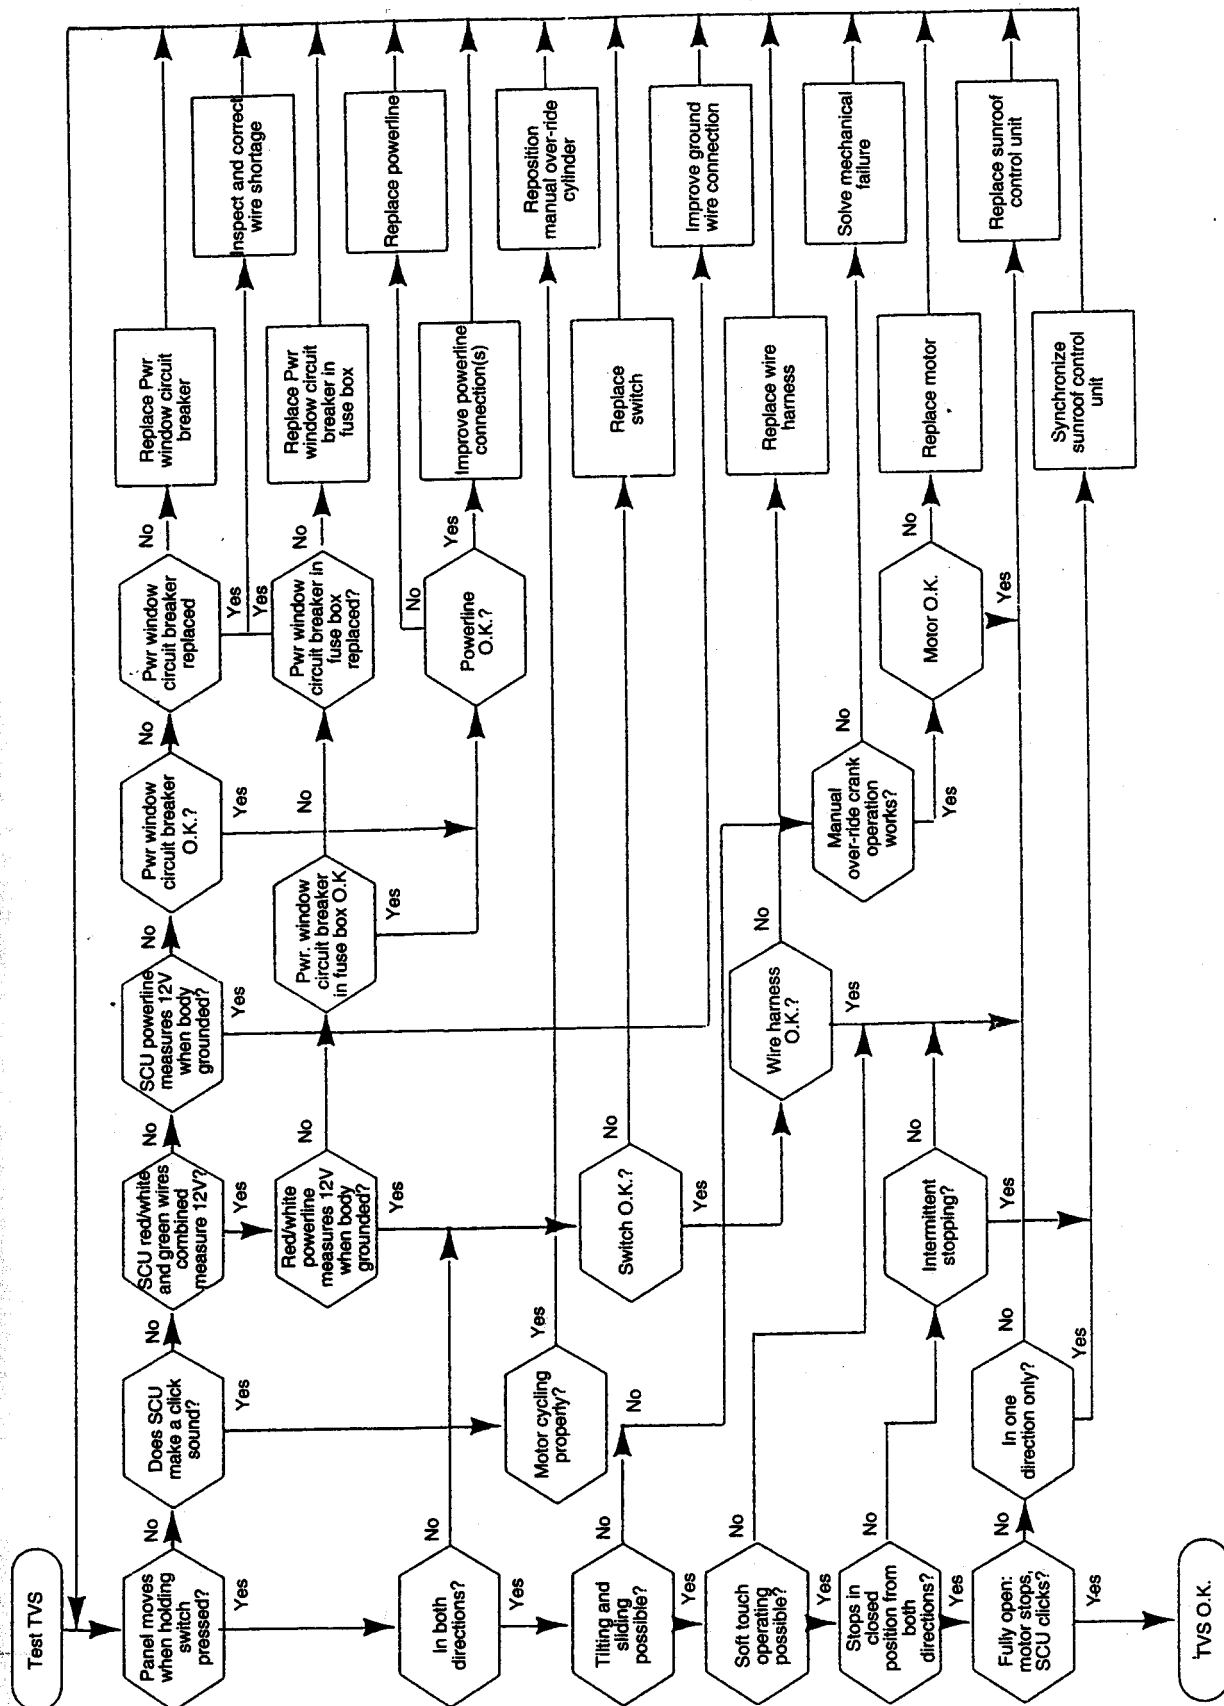 Test TVS
Panel moves
when holding
switch
pressed?
No
Yes
Does SCU
make a click
sound?
No
Yes
SCU red/white
and green wires
combined
measure 12V?
No
Yes
SCU powerline
measures 12V
when body
grounded?
No
Yes
Pwr window
circuit breaker
O.K.?
No
Yes
Pwr window
circuit breaker
replaced
No
Yes
Replace Pwr
window circuit
breaker
Inspect and correct
wire shortage
Red/white
powerline
measures 12V
when body
grounded?
No
Yes
Pwr. window
circuit breaker
in fuse box O.K
No
Yes
Pwr window
circuit breaker in
fuse box
replaced?
Yes
No
Replace Pwr
window circuit
breaker in
fuse box
Replace powerline
In both
directions?
No
Yes
Motor cycling
properly?
Yes
No
Powerline
O.K.?
No
Yes
Improve powerline
connection(s)
Reposition
manual over-ride
cylinder
Tilting and
sliding
possible?
No
Yes
Switch O.K.?
No
Yes
Replace
switch
Improve ground
wire connection
Soft touch
operating
possible?
No
Yes
Wire harness
O.K.?
No
Yes
Replace wire
harness
Manual
over-ride crank
operation
works?
No
Yes
Solve mechanical
failure
Stops in
closed
position from
both
directions?
No
Yes
Intermittent
stopping?
No
Yes
Motor O.K.
No
Yes
Replace motor
Replace sunroof
control unit
Fully open:
motor stops,
SCU clicks?
No
Yes
In one
direction only?
No
Yes
Synchronize
sunroof control
unit
TVS O.K.